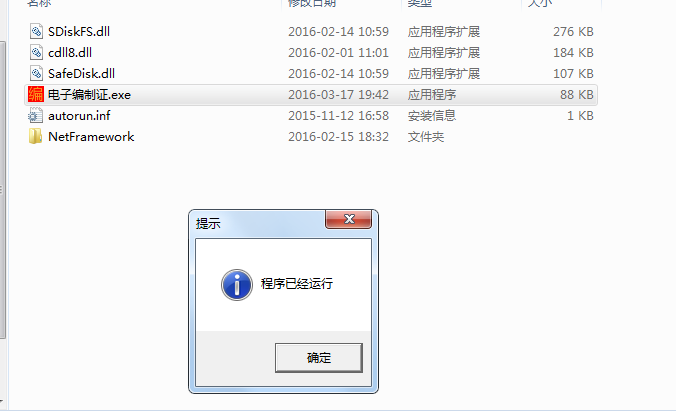 名称 修改日期 类型 大小
SDiskFS.dll 2016-02-14 10:59 应用程序扩展 276 KB
cdll8.dll 2016-02-01 11:01 应用程序扩展 184 KB
SafeDisk.dll 2016-02-14 10:59 应用程序扩展 107 KB
编 电子编制证.exe 2016-03-17 19:42 应用程序 88 KB
autorun.inf 2015-11-12 16:58 安装信息 1 KB
NetFramework 2016-02-15 18:32 文件夹
提示
程序已经运行
确定